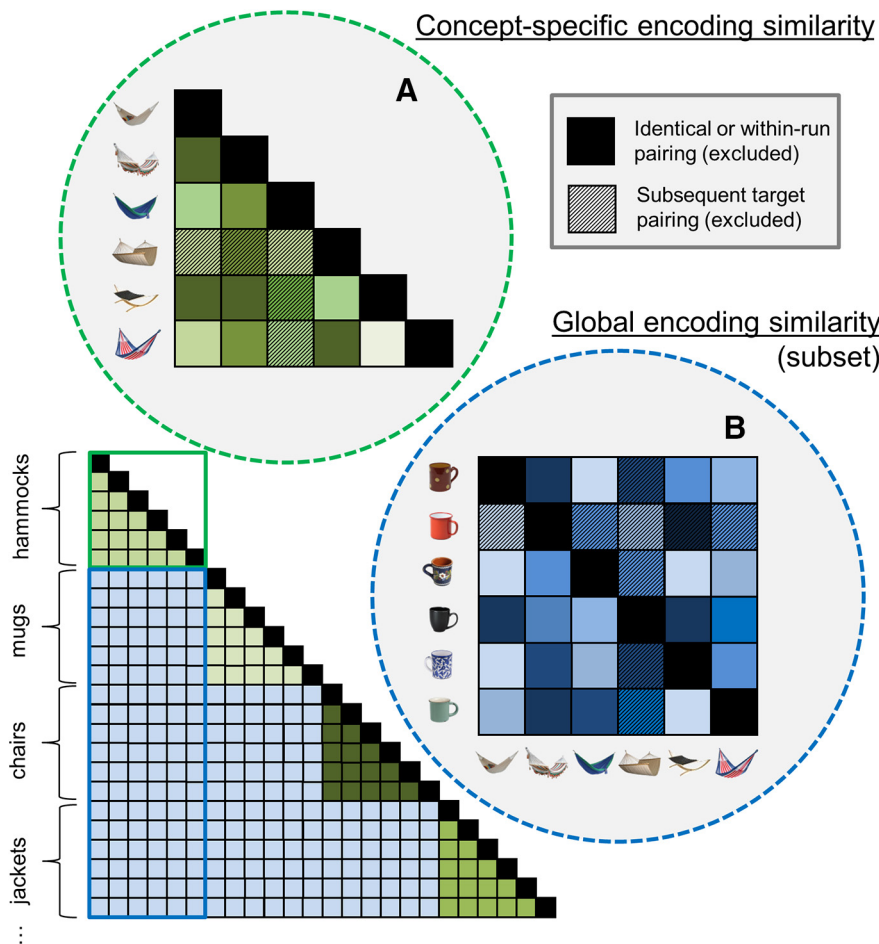 Concept-specific encoding similarity
A
Identical or within-run
pairing (excluded)
Subsequent target
pairing (excluded)
Global encoding similarity
(subset)
B
hammocks
mugs
chairs
jackets
...